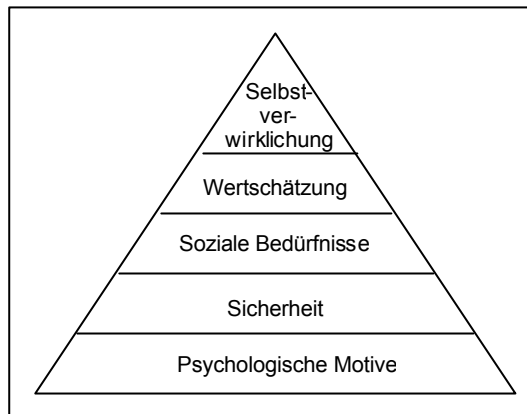 Selbst-
ver-
wirklichung
Wertschätzung
Soziale Bedürfnisse
Sicherheit
Psychologische Motive